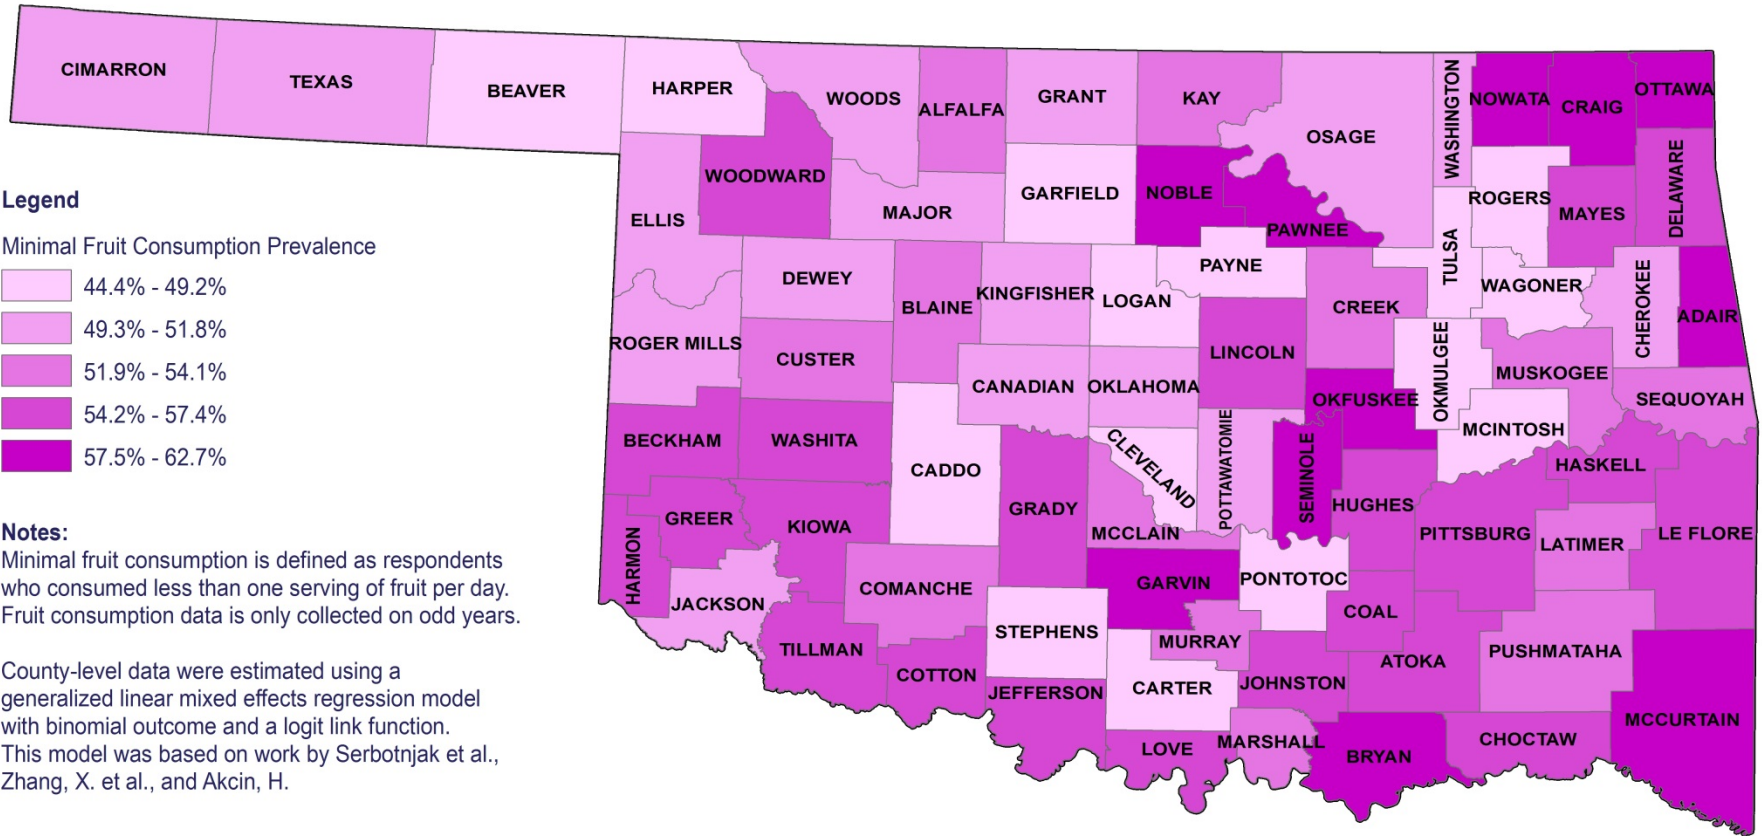 CIMARRON
TEXAS
BEAVER
HARPER
WOODS
ALFALFA
GRANT
KAY
OSAGE
WASHINGTON
NOWATA
CRAIG
OTTAWA
WOODWARD
ELLIS
MAJOR
GARFIELD
NOBLE
PAWNEE
ROGERS
MAYES
DELAWARE
TULSA
PAYNE
DEWEY
BLAINE
KINGFISHER
LOGAN
CREEK
WAGONER
CHEROKEE
ADAIR
ROGER MILLS
CUSTER
CANADIAN
OKLAHOMA
LINCOLN
OKFUSKEE
OKMULGEE
MUSKOGEE
SEQUOYAH
BECKHAM
WASHITA
CADDO
GRADY
CLEVELAND
POTTAWATOMIE
SEMINOLE
HUGHES
MCINTOSH
HASKELL
PITTSBURG
LATIMER
LE FLORE
HARMON
GREER
KIOWA
JACKSON
COMANCHE
MCCLAIN
GARVIN
PONTOTOC
COAL
TILLMAN
COTTON
STEPHENS
JEFFERSON
MURRAY
CARTER
JOHNSTON
ATOKA
PUSHMATAHA
LOVE
MARSHALL
BRYAN
CHOCTAW
MCCURTAIN
Legend
Minimal Fruit Consumption Prevalence
44.4% - 49.2%
49.3% - 51.8%
51.9% - 54.1%
54.2% - 57.4%
57.5% - 62.7%
Notes:
Minimal fruit consumption is defined as respondents
who consumed less than one serving of fruit per day.
Fruit consumption data is only collected on odd years.
County-level data were estimated using a
generalized linear mixed effects regression model
with binomial outcome and a logit link function.
This model was based on work by Serbotnjak et al.,
Zhang, X. et al., and Akcin, H.